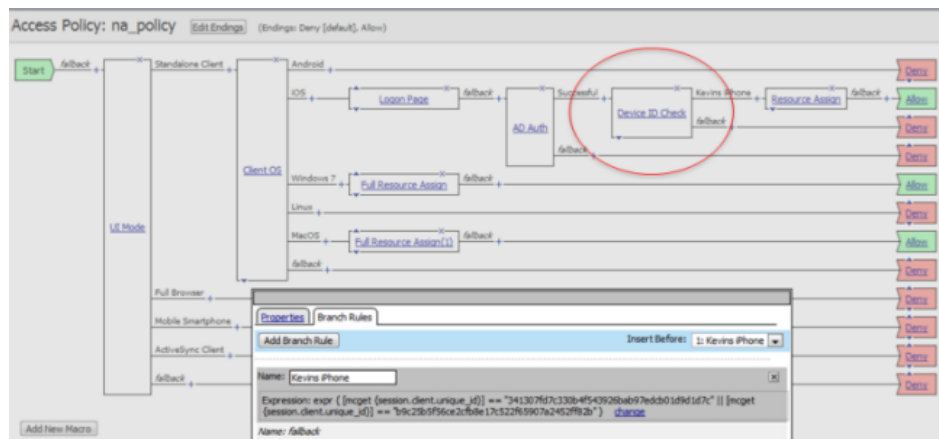 Access Policy: na_policy Edit Endings (Endings: Deny [default], Allow)
Start fallback + UI Mode
Standalone Client + Client OS
Android + Deny
iOS + Logon Page fallback + AD Auth Successful + Device ID Check Kevins iPhone + Resource Assign fallback + Allow
fallback + Deny
fallback + Deny
Windows 7 + Full Resource Assign fallback + Allow
Linux + Deny
MacOS + Full Resource Assign(1) fallback + Allow
fallback + Deny
Full Browser + Deny
Mobile Smartphone + Deny
ActiveSync Client + Deny
fallback + Deny
Properties Branch Rules
Add Branch Rule Insert Before: 1: Kevins iPhone
Name: Kevins iPhone x
Expression: expr { [mcget {session.client.unique_id}] == "341307fd7c330b4f543926bab97edcb01d9d1d7c" || [mcget
{session.client.unique_id}] == "b9c25b5f56ce2cfb8e17c522f65907a2452ff82b" } change
Name: fallback
Add New Macro